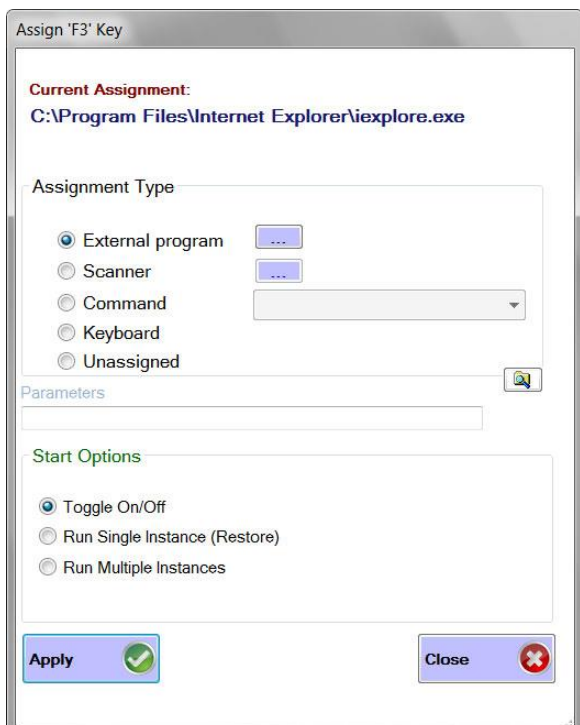 Assign 'F3' Key
Current Assignment:
C:\Program Files\Internet Explorer\iexplore.exe
Assignment Type
External program ...
Scanner ...
Command
Keyboard
Unassigned
Parameters
Start Options
Toggle On/Off
Run Single Instance (Restore)
Run Multiple Instances
Apply Close